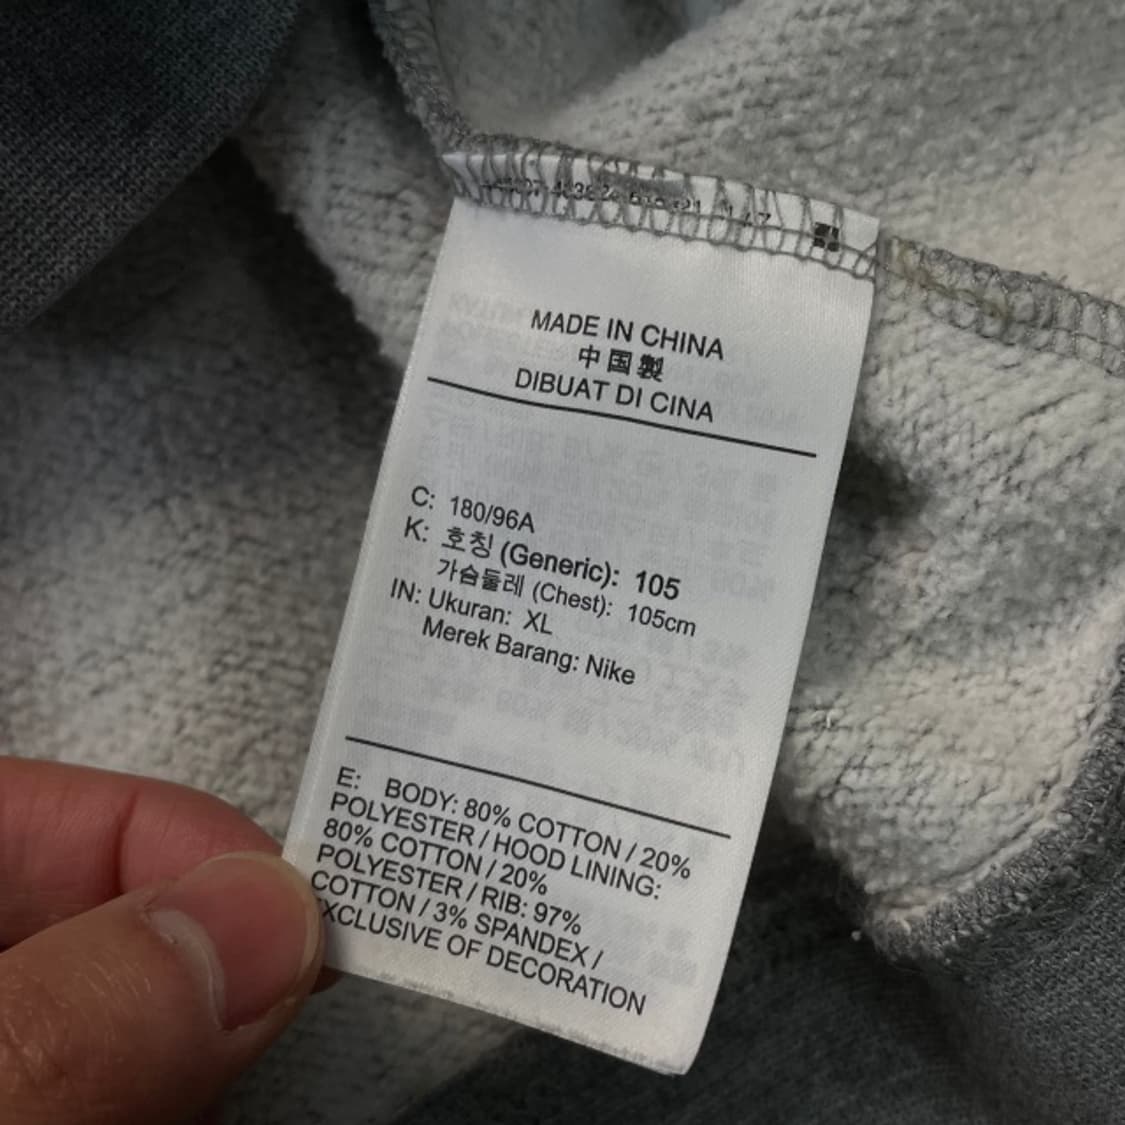 MADE IN CHINA
中国製
DIBUAT DI CINA
C: 180/96A
K: 호칭 (Generic): 105
가슴둘레 (Chest): 105cm
IN: Ukuran: XL
Merek Barang: Nike
E: BODY: 80% COTTON / 20%
POLYESTER / HOOD LINING:
80% COTTON / 20%
POLYESTER / RIB: 97%
COTTON / 3% SPANDEX /
XCLUSIVE OF DECORATION